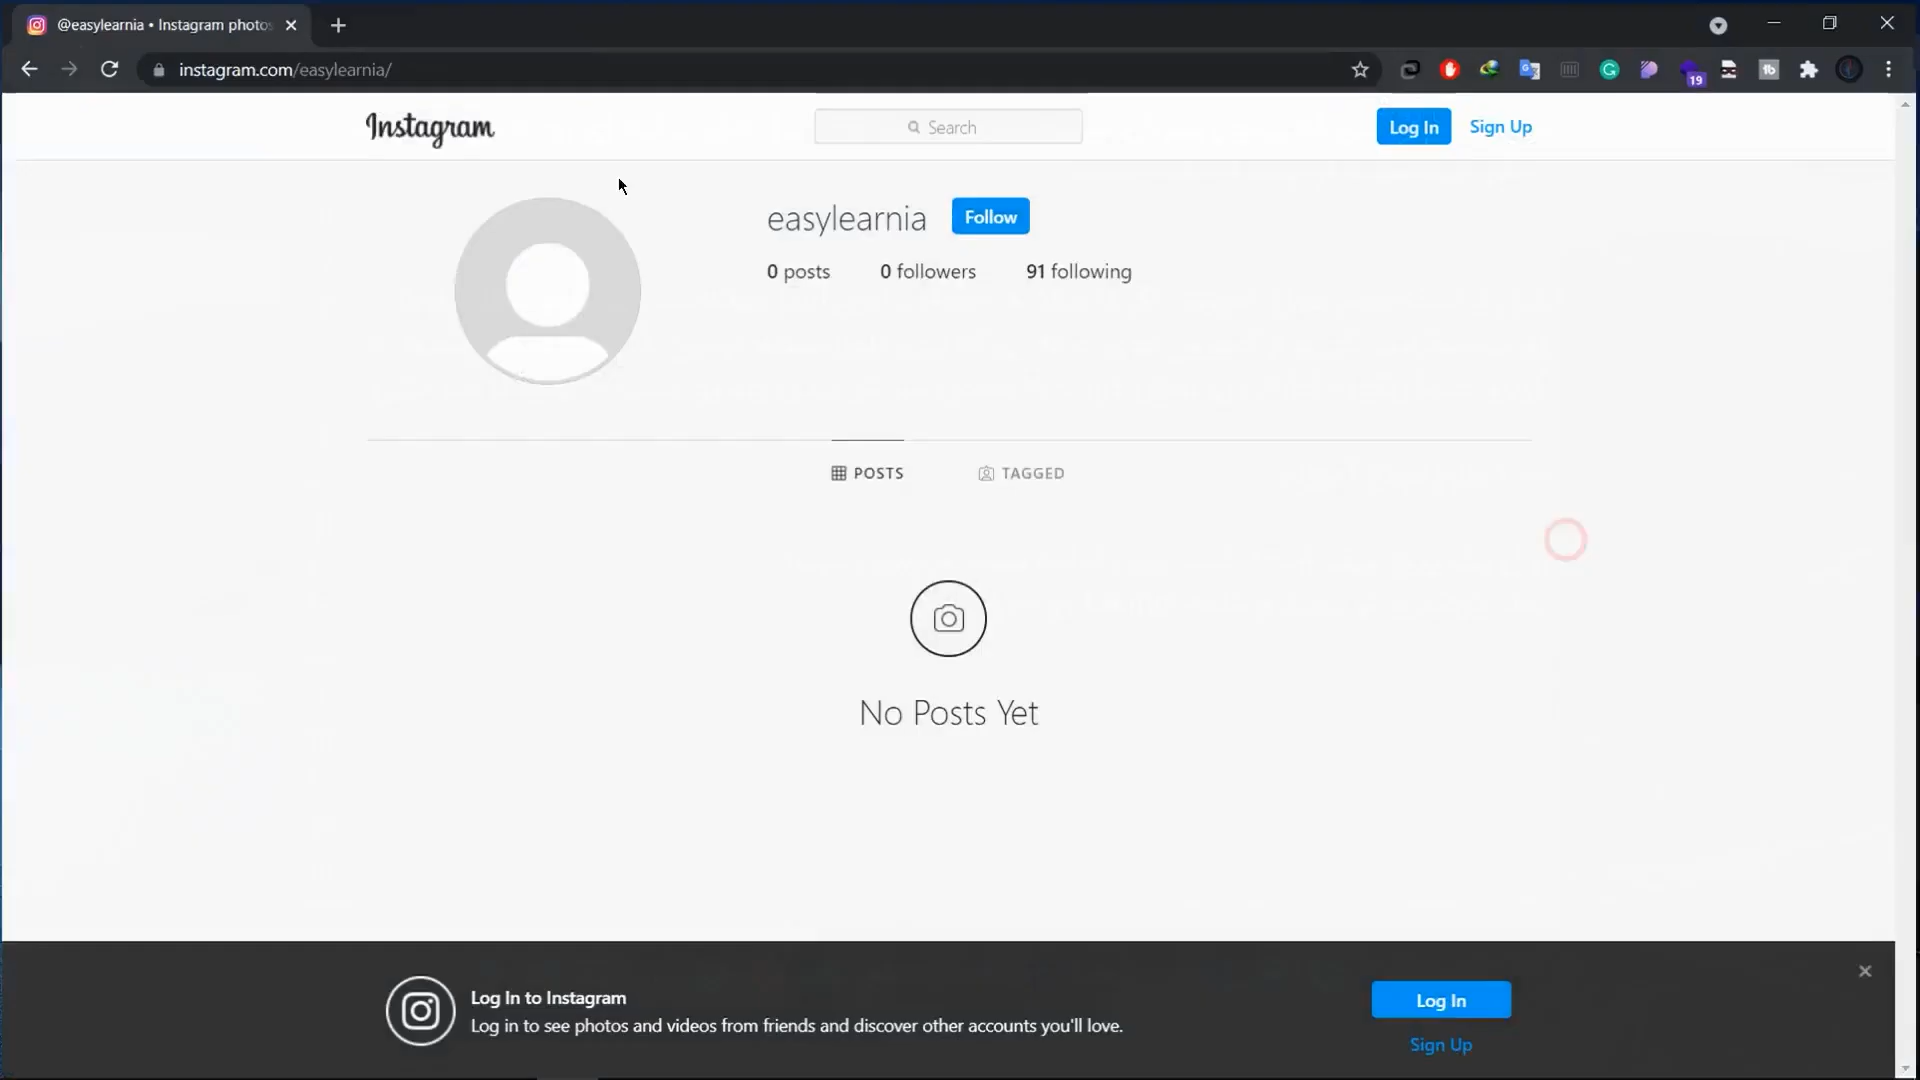 @easylearnia • Instagram photos
instagram.com/easylearnia/
19
Instagram
Search
Log In
Sign Up
easylearnia
Follow
0 posts
0 followers
91 following
POSTS
TAGGED
No Posts Yet
Log In to Instagram
Log in to see photos and videos from friends and discover other accounts you'll love.
Log In
Sign Up